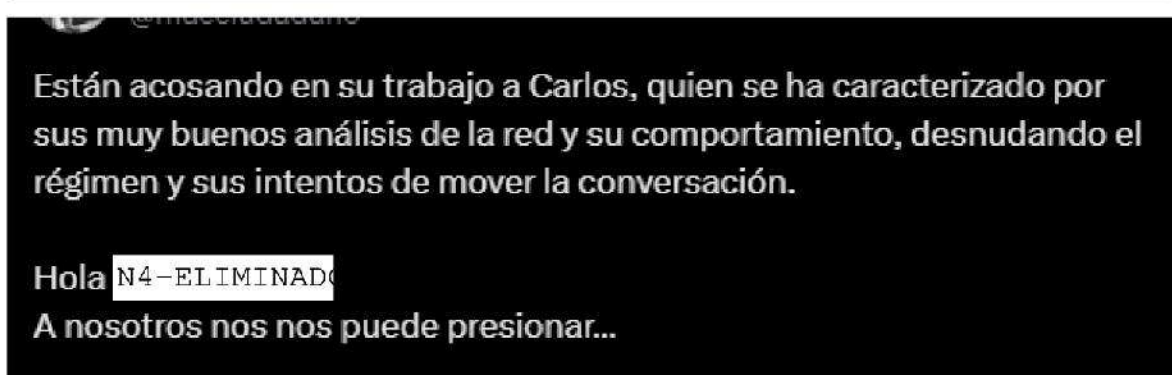 Están acosando en su trabajo a Carlos, quien se ha caracterizado por
sus muy buenos análisis de la red y su comportamiento, desnudando el
régimen y sus intentos de mover la conversación.
Hola N4-ELIMINADO
A nosotros nos nos puede presionar...